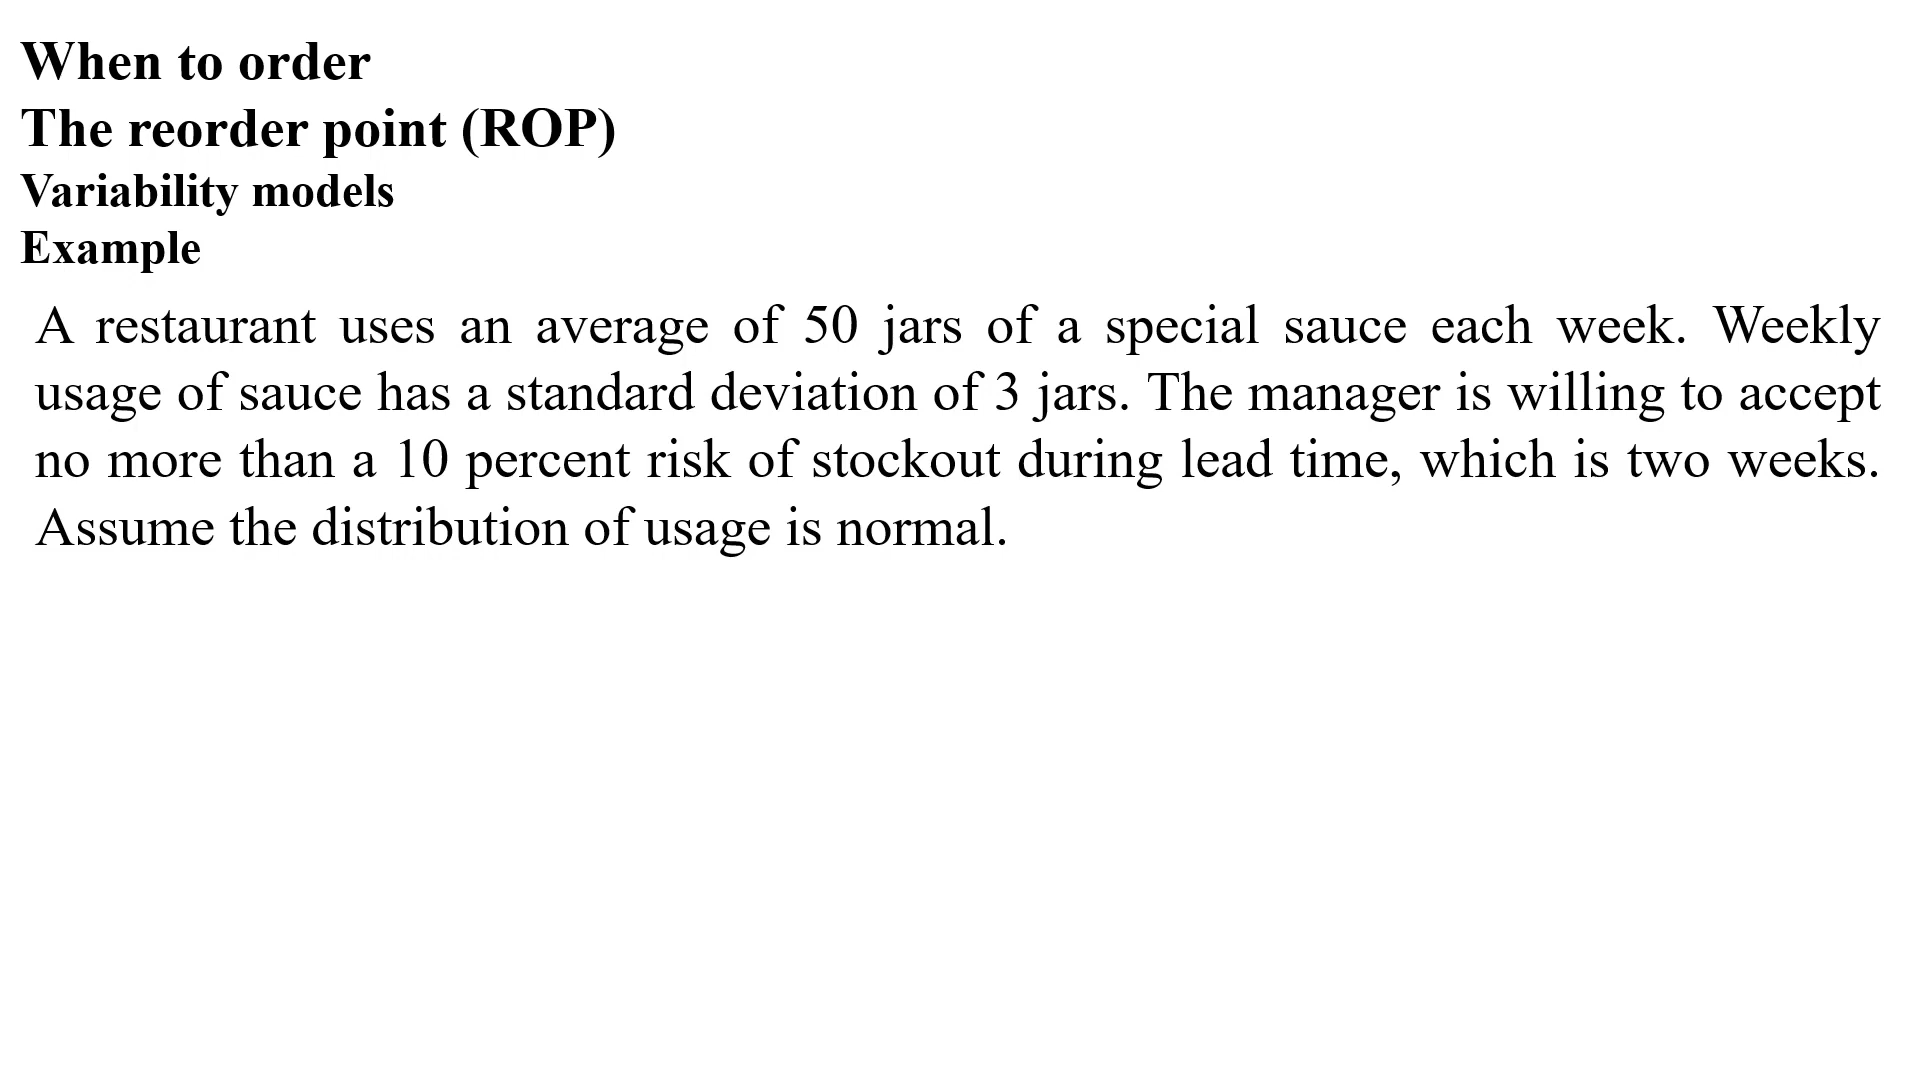 When to order
The reorder point (ROP)
Variability models
Example
A restaurant uses an average of 50 jars of a special sauce each week. Weekly
usage of sauce has a standard deviation of 3 jars. The manager is willing to accept
no more than a 10 percent risk of stockout during lead time, which is two weeks.
Assume the distribution of usage is normal.